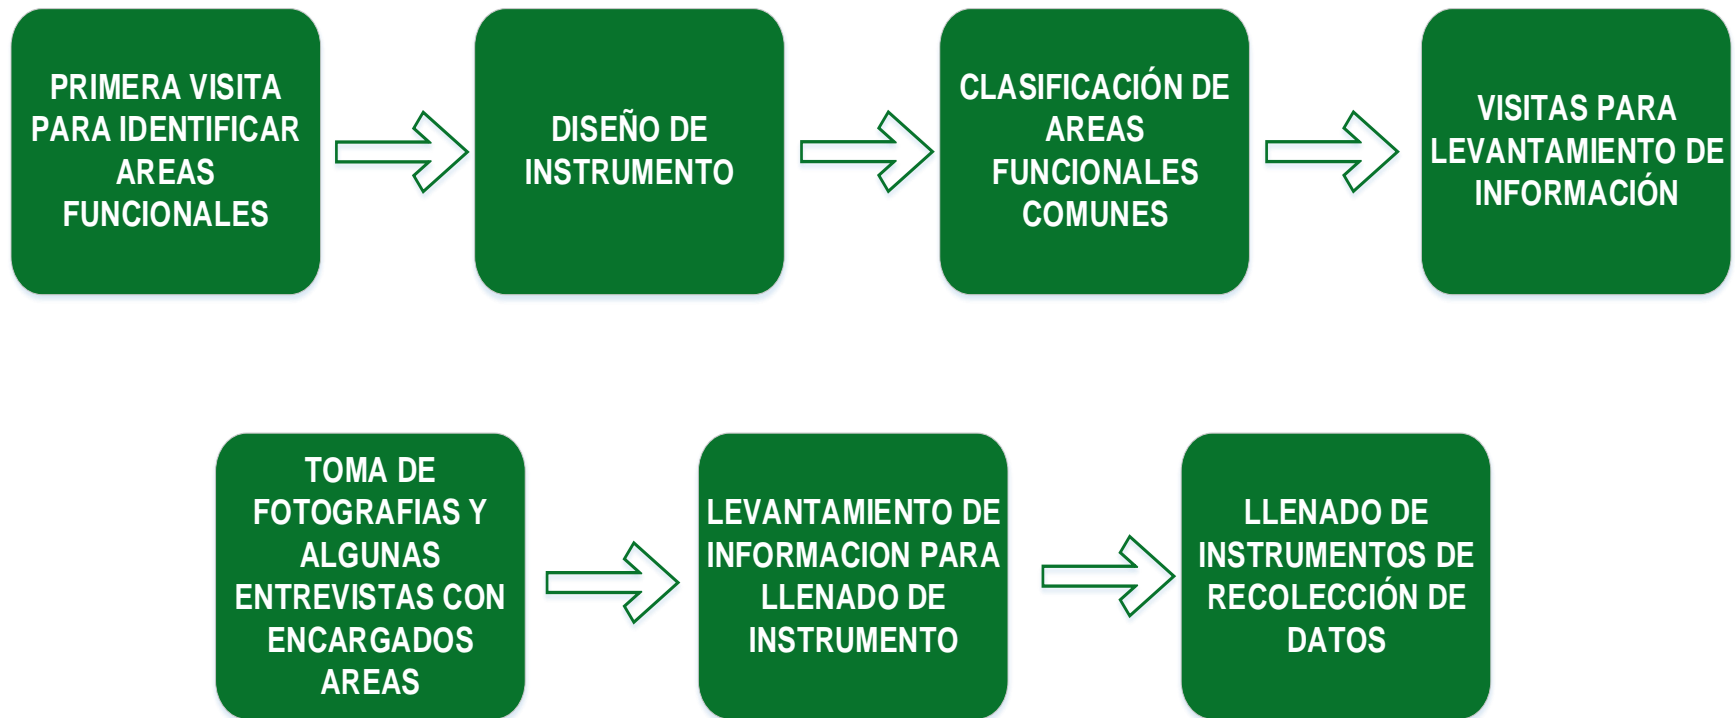 PRIMERA VISITA
PARA IDENTIFICAR
AREAS
FUNCIONALES
DISEÑO DE
INSTRUMENTO
CLASIFICACIÓN DE
AREAS
FUNCIONALES
COMUNES
VISITAS PARA
LEVANTAMIENTO DE
INFORMACIÓN
TOMA DE
FOTOGRAFIAS Y
ALGUNAS
ENTREVISTAS CON
ENCARGADOS
AREAS
LEVANTAMIENTO DE
INFORMACION PARA
LLENADO DE
INSTRUMENTO
LLENADO DE
INSTRUMENTOS DE
RECOLECCIÓN DE
DATOS